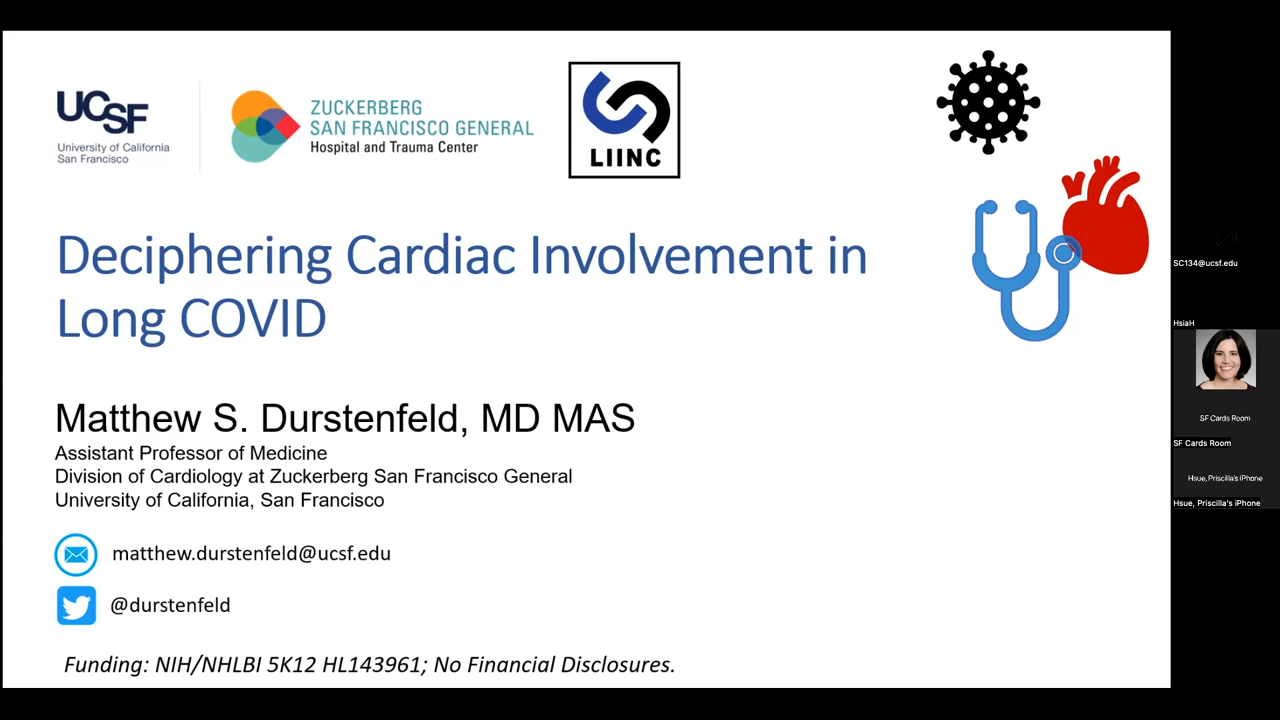 UCSF
University of California
San Francisco
ZUCKERBERG
SAN FRANCISCO GENERAL
Hospital and Trauma Center
LIINC
Deciphering Cardiac Involvement in
Long COVID
Matthew S. Durstenfeld, MD MAS
Assistant Professor of Medicine
Division of Cardiology at Zuckerberg San Francisco General
University of California, San Francisco
matthew.durstenfeld@ucsf.edu
@durstenfeld
Funding: NIH/NHLBI 5K12 HL143961; No Financial Disclosures.
SC134@ucsf.edu
HsiaH
SF Cards Room
SF Cards Room
Hsue, Priscilla's iPhone
Hsue, Priscilla's iPhone